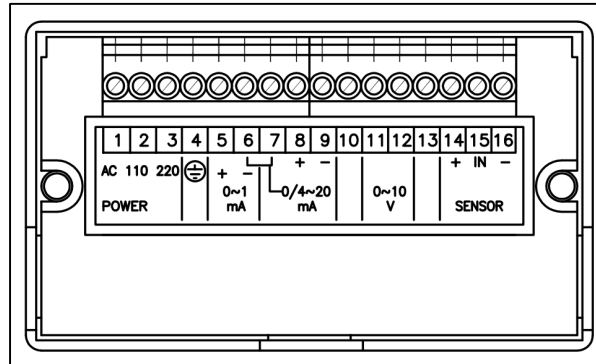 1 2 3 4 5 6 7 8 9 10 11 12 13 14 15 16
AC 110 220 + − + − + IN −
0~1 0/4~20 0~10
POWER mA mA V SENSOR